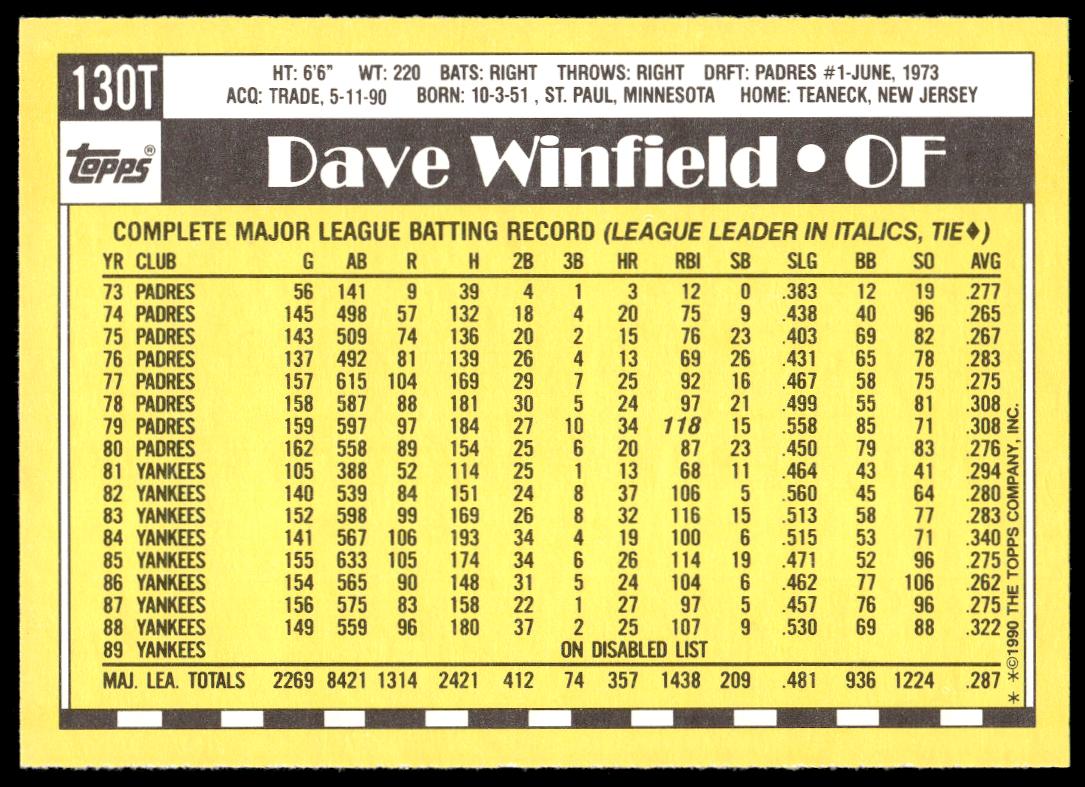 130T
HT: 6'6" WT: 220 BATS: RIGHT THROWS: RIGHT DRFT: PADRES #1-JUNE, 1973
ACQ: TRADE, 5-11-90 BORN: 10-3-51 , ST. PAUL, MINNESOTA HOME: TEANECK, NEW JERSEY
topps®
Dave Winfield • OF
COMPLETE MAJOR LEAGUE BATTING RECORD (LEAGUE LEADER IN ITALICS, TIE♦)
YR CLUB G AB R H 2B 3B HR RBI SB SLG BB SO AVG
73 PADRES 56 141 9 39 4 1 3 12 0 .383 12 19 .277
74 PADRES 145 498 57 132 18 4 20 75 9 .438 40 96 .265
75 PADRES 143 509 74 136 20 2 15 76 23 .403 69 82 .267
76 PADRES 137 492 81 139 26 4 13 69 26 .431 65 78 .283
77 PADRES 157 615 104 169 29 7 25 92 16 .467 58 75 .275
78 PADRES 158 587 88 181 30 5 24 97 21 .499 55 81 .308
79 PADRES 159 597 97 184 27 10 34 118 15 .558 85 71 .308
80 PADRES 162 558 89 154 25 6 20 87 23 .450 79 83 .276
81 YANKEES 105 388 52 114 25 1 13 68 11 .464 43 41 .294
82 YANKEES 140 539 84 151 24 8 37 106 5 .560 45 64 .280
83 YANKEES 152 598 99 169 26 8 32 116 15 .513 58 77 .283
84 YANKEES 141 567 106 193 34 4 19 100 6 .515 53 71 .340
85 YANKEES 155 633 105 174 34 6 26 114 19 .471 52 96 .275
86 YANKEES 154 565 90 148 31 5 24 104 6 .462 77 106 .262
87 YANKEES 156 575 83 158 22 1 27 97 5 .457 76 96 .275
88 YANKEES 149 559 96 180 37 2 25 107 9 .530 69 88 .322
89 YANKEES ON DISABLED LIST
MAJ. LEA. TOTALS 2269 8421 1314 2421 412 74 357 1438 209 .481 936 1224 .287
* *©1990 THE TOPPS COMPANY, INC.